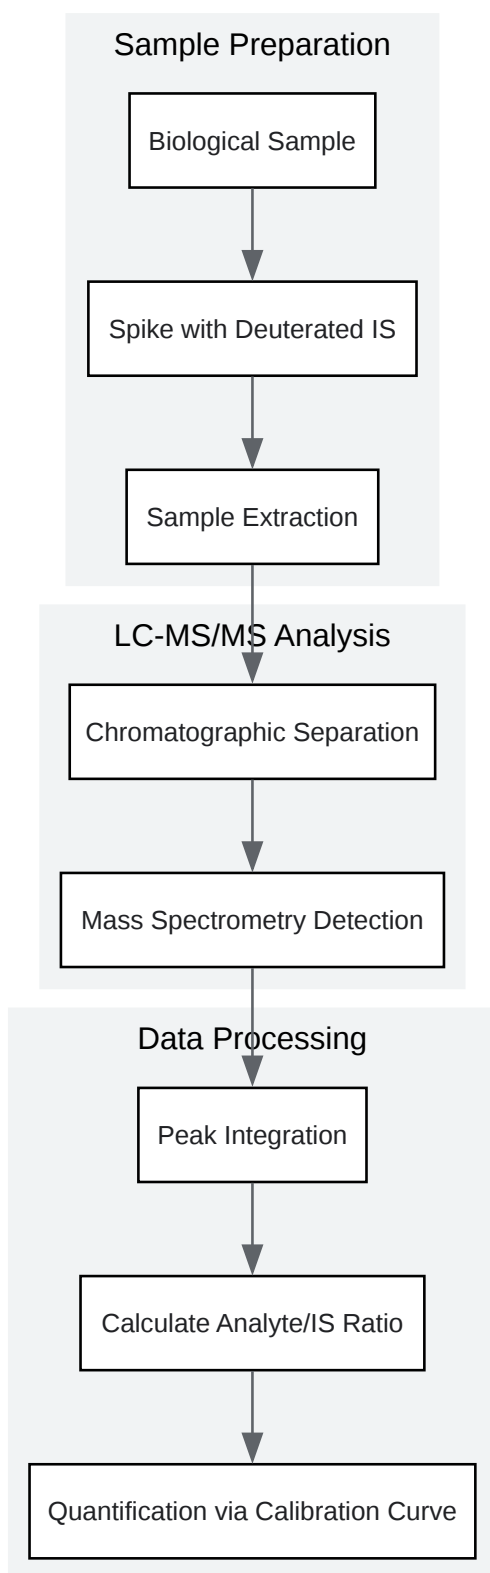 Sample Preparation
Biological Sample
Spike with Deuterated IS
Sample Extraction
LC-MS/MS Analysis
Chromatographic Separation
Mass Spectrometry Detection
Data Processing
Peak Integration
Calculate Analyte/IS Ratio
Quantification via Calibration Curve